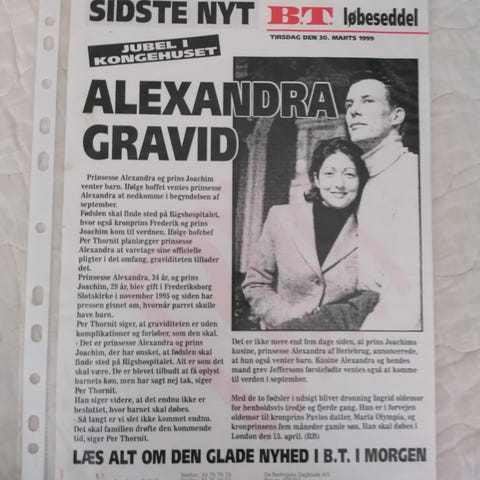 SIDSTE NYT
B.T. løbeseddel
TIRSDAG DEN 30. MARTS 1999
JUBEL I
KONGEHUSET
ALEXANDRA
GRAVID
Prinsesse Alexandra og prins Joachim
venter barn. Ifølge hoffet ventes prinsesse
Alexandra at nedkomme i begyndelsen af
september.
Fødslen skal finde sted på Rigshospitalet,
hvor også kronprins Frederik og prins
Joachim kom til verdnen. Ifølge hofchef
Per Thornit planlægger prinsesse
Alexandra at varetage sine officielle
pligter i det omfang, graviditeten tillader
det.
Prinsesse Alexandra, 34 år, og prins
Joachim, 29 år, blev gift i Frederiksborg
Slotskirke i november 1995 og siden har
pressen gisnet om, hvornår parret skulle
have barn.
Per Thornit siger, at graviditeten er uden
komplikationer og forløber, som den skal.
- Det er prinsesse Alexandra og prins
Joachim, der har ønsket, at fødslen skal
finde sted på Rigshospitalet. Alt er som det
skal være. De er blevet tilbudt at få oplyst
barnets køn, men har sagt nej tak, siger
Per Thornit.
Han siger videre, at det endnu ikke er
besluttet, hvor barnet skal døbes.
- Så langt er vi slet ikke kommet endnu.
Det skal familien drøfte den kommende
tid, siger Per Thornit.
Det er ikke mere end fem dage siden, at prins Joachims
kusine, prinsesse Alexandra af Berleburg, annoncerede,
at hun også venter barn. Kusine Alexandra og hendes
mand grev Jeffersons førstefødte ventes også at komme
til verden i september.
Med de to fødsler i udsigt bliver dronning Ingrid oldemor
for henholdsvis tredje og fjerde gang. Hun er i forvejen
oldemor til kronprins Pavlos datter, Maria Olympia, og
kronprinsens fem måneder gamle søn. Han skal døbes i
London den 15. april. (RB)
LÆS ALT OM DEN GLADE NYHED I B.T. I MORGEN